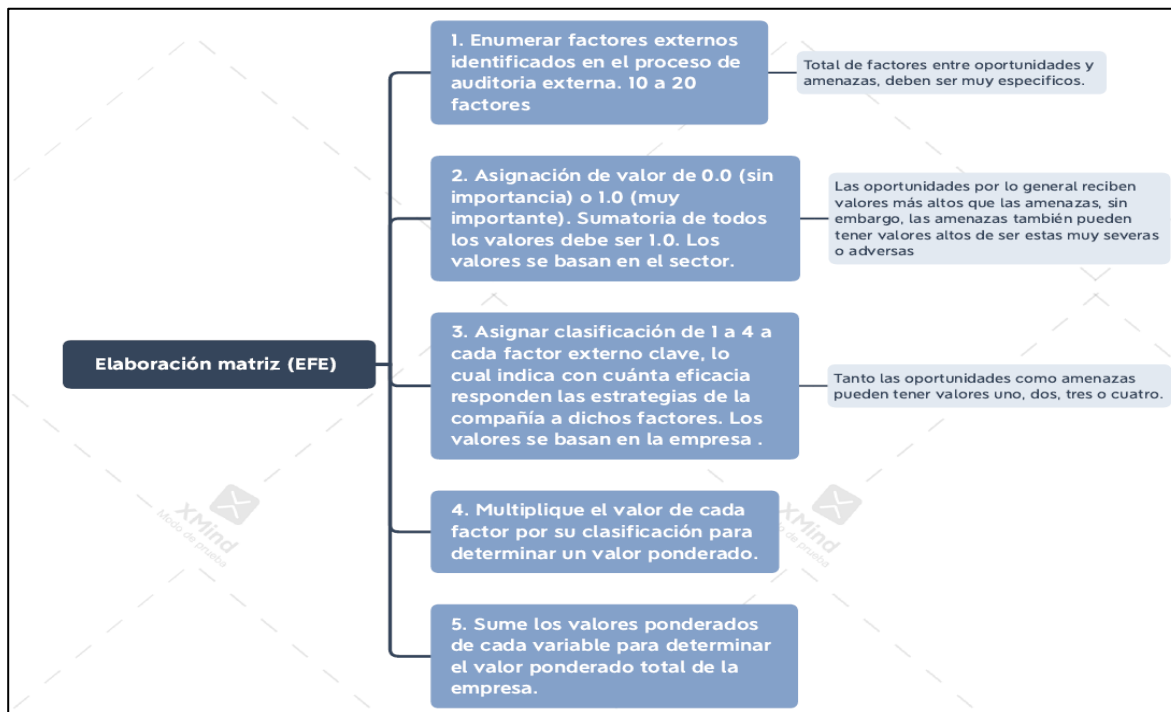 1. Enumerar factores externos
identificados en el proceso de
auditoria externa. 10 a 20
factores
Total de factores entre oportunidades y
amenazas, deben ser muy especificos.
2. Asignación de valor de 0.0 (sin
importancia) o 1.0 (muy
importante). Sumatoria de todos
los valores debe ser 1.0. Los
valores se basan en el sector.
Las oportunidades por lo general reciben
valores más altos que las amenazas, sin
embargo, las amenazas también pueden
tener valores altos de ser estas muy severas
o adversas
Elaboración matriz (EFE)
3. Asignar clasificación de 1 a 4 a
cada factor externo clave, lo
cual indica con cuánta eficacia
responden las estrategias de la
compañía a dichos factores. Los
valores se basan en la empresa .
Tanto las oportunidades como amenazas
pueden tener valores uno, dos, tres o cuatro.
4. Multiplique el valor de cada
factor por su clasificación para
determinar un valor ponderado.
5. Sume los valores ponderados
de cada variable para determinar
el valor ponderado total de la
empresa.
XMind
Modo de prueba
XMind
Modo de prueba